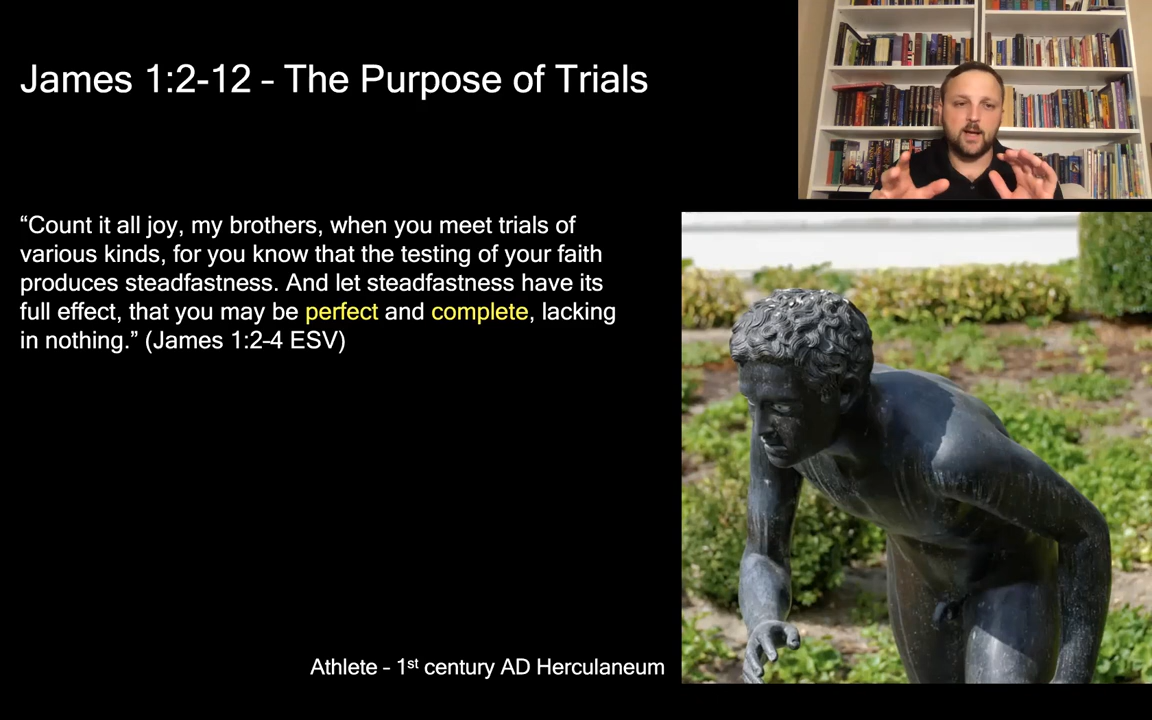 James 1:2-12 – The Purpose of Trials
“Count it all joy, my brothers, when you meet trials of
various kinds, for you know that the testing of your faith
produces steadfastness. And let steadfastness have its
full effect, that you may be perfect and complete, lacking
in nothing.” (James 1:2-4 ESV)
Athlete – 1st century AD Herculaneum